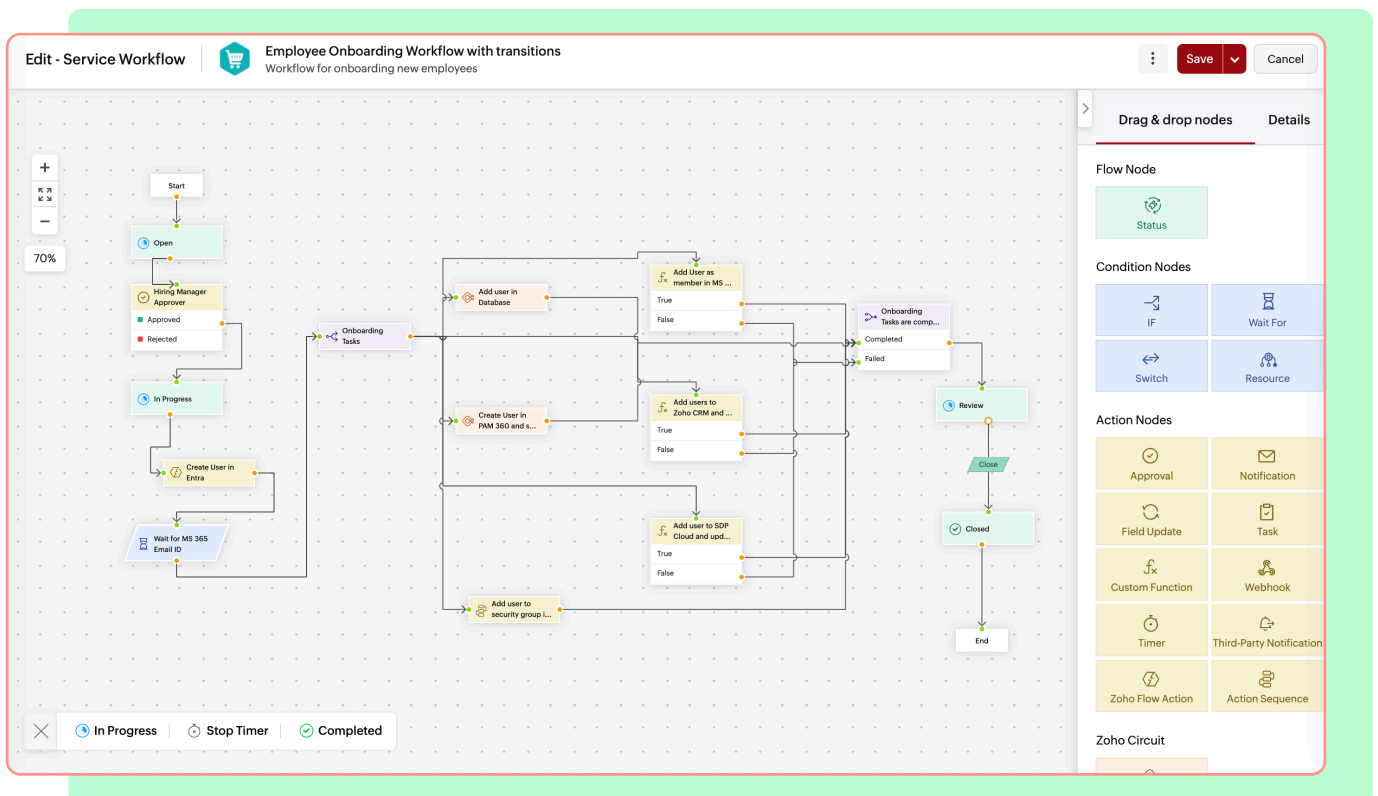 Edit - Service Workflow
Employee Onboarding Workflow with transitions
Workflow for onboarding new employees
Save
Cancel
Drag & drop nodes
Details
70%
Start
Open
Hiring Manager
Approver
Approved
Rejected
In Progress
Create User in
Entra
Wait for MS 365
Email ID
Onboarding
Tasks
Add user in
Database
Create User in
PAM 360 and s...
Add user to
security group i...
Add User as
member in MS ...
True
False
Add users to
Zoho CRM and ...
True
False
Add user to SDP
Cloud and upd...
True
False
Onboarding
Tasks are comp...
Completed
Failed
Review
Close
Closed
End
In Progress
Stop Timer
Completed
Flow Node
Status
Condition Nodes
IF
Wait For
Switch
Resource
Action Nodes
Approval
Notification
Field Update
Task
Custom Function
Webhook
Timer
Third-Party Notification
Zoho Flow Action
Action Sequence
Zoho Circuit